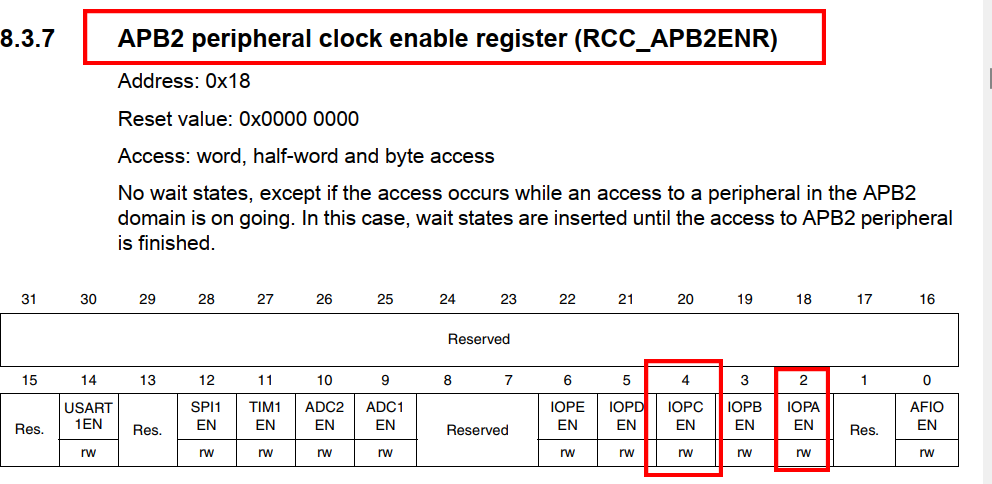 8.3.7 APB2 peripheral clock enable register (RCC_APB2ENR)
Address: 0x18
Reset value: 0x0000 0000
Access: word, half-word and byte access
No wait states, except if the access occurs while an access to a peripheral in the APB2
domain is on going. In this case, wait states are inserted until the access to APB2 peripheral
is finished.
31 30 29 28 27 26 25 24 23 22 21 20 19 18 17 16
Reserved
15 14 13 12 11 10 9 8 7 6 5 4 3 2 1 0
Res. USART 1EN Res. SPI1 EN TIM1 EN ADC2 EN ADC1 EN Reserved IOPE EN IOPD EN IOPC EN IOPB EN IOPA EN Res. AFIO EN
rw rw rw rw rw rw rw rw rw rw rw